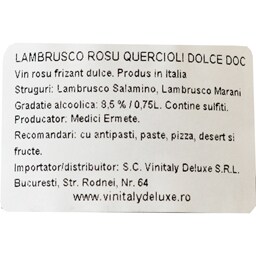 LAMBRUSCO ROSU QUERCIOLI DOLCE DOC
Vin rosu frizant dulce. Produs in Italia
Struguri: Lambrusco Salamino, Lambrusco Marani
Gradatie alcoolica: 8,5 % / 0,75L. Contine sulfiti.
Producator: Medici Ermete.
Recomandari: cu antipasti, paste, pizza, desert si
fructe.
Importator/distribuitor: S.C. Vinitaly Deluxe S.R.L.
Bucuresti, Str. Rodnei, Nr. 64
www.vinitalydeluxe.ro